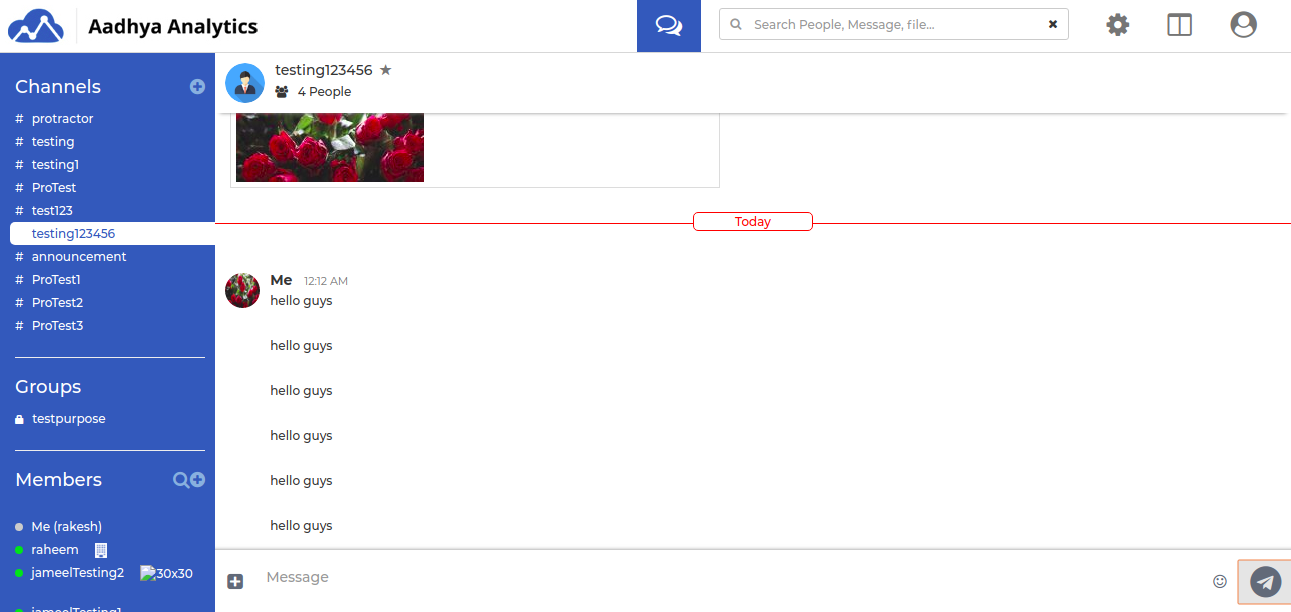 Aadhya Analytics
Search People, Message, file...
Channels
# protractor
# testing
# testing1
# ProTest
# test123
testing123456
# announcement
# ProTest1
# ProTest2
# ProTest3
Groups
testpurpose
Members
Me (rakesh)
raheem
jameelTesting2 30x30
jameelTesting1
testing123456
4 People
Today
Me 12:12 AM
hello guys
hello guys
hello guys
hello guys
hello guys
hello guys
Message